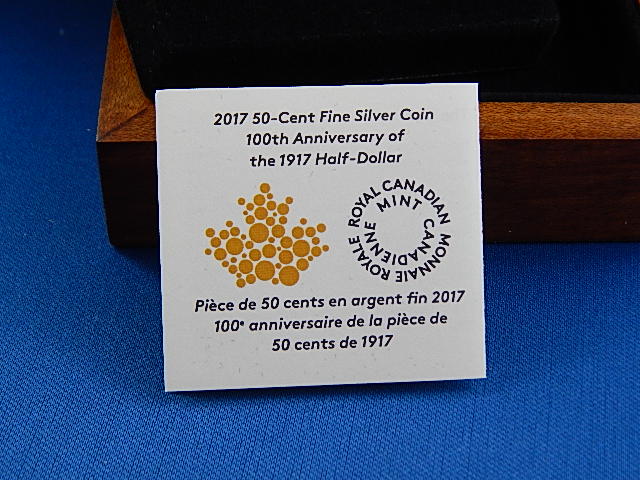 2017 50-Cent Fine Silver Coin
100th Anniversary of
the 1917 Half-Dollar
ROYAL CANADIAN MINT
MONNAIE ROYALE CANADIENNE
Pièce de 50 cents en argent fin 2017
100e anniversaire de la pièce de
50 cents de 1917